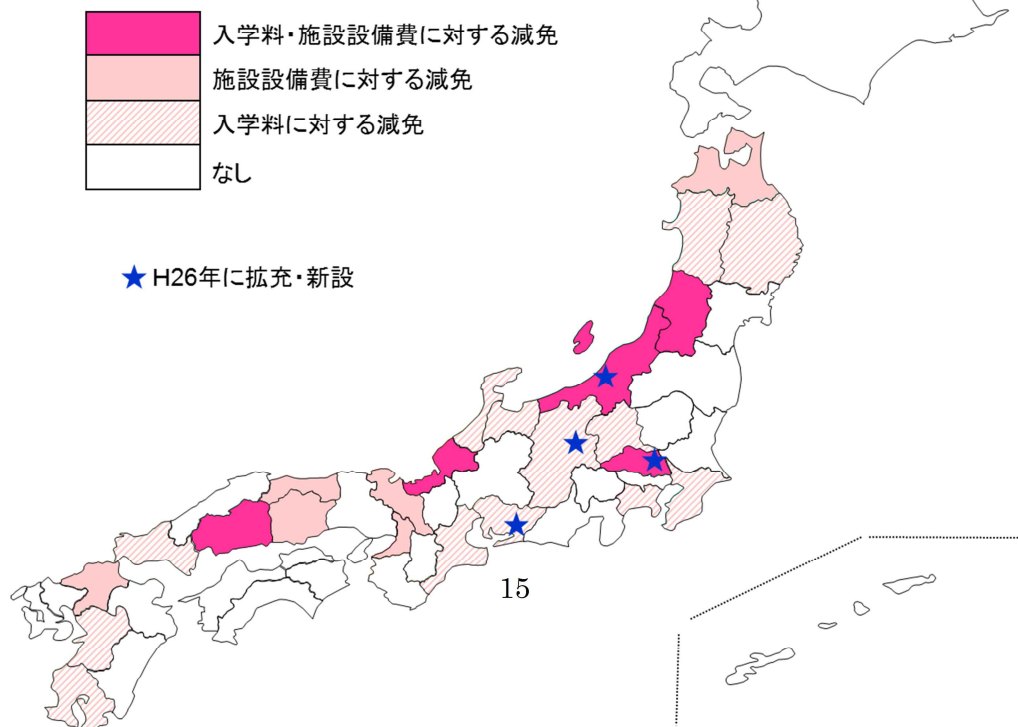 入学料・施設設備費に対する減免
施設設備費に対する減免
入学料に対する減免
なし
★H26年に拡充・新設
15